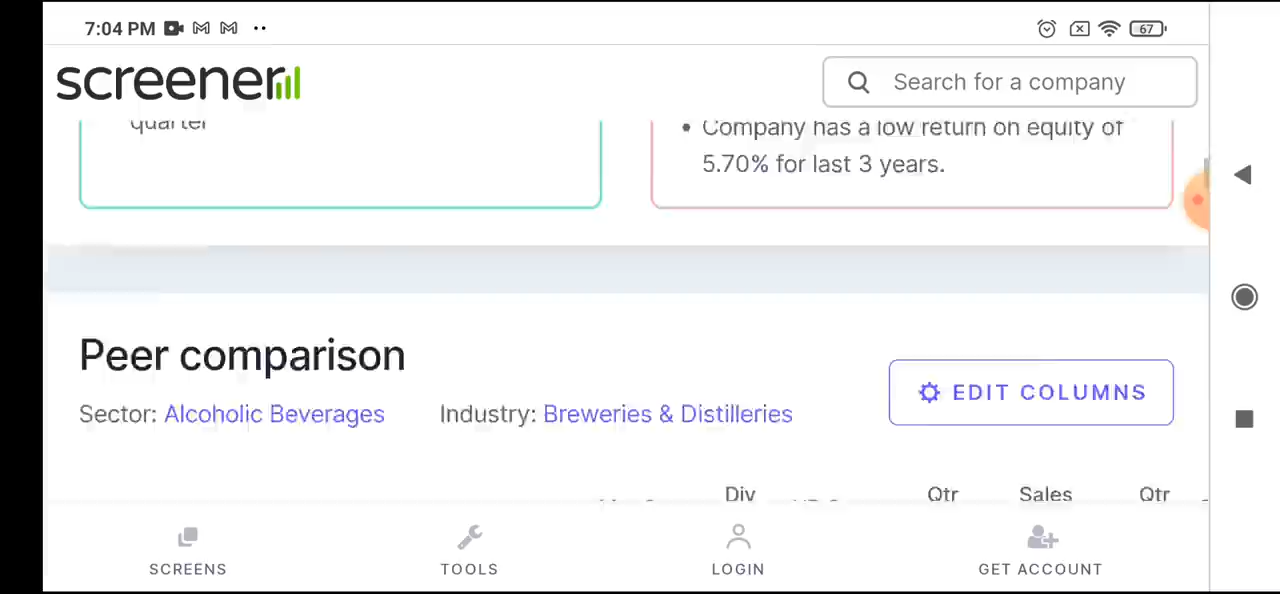 7:04 PM
67
screener
Search for a company
quarter
• Company has a low return on equity of
5.70% for last 3 years.
Peer comparison
Sector: Alcoholic Beverages Industry: Breweries & Distilleries
EDIT COLUMNS
Div Qtr Sales Qtr
SCREENS TOOLS LOGIN GET ACCOUNT